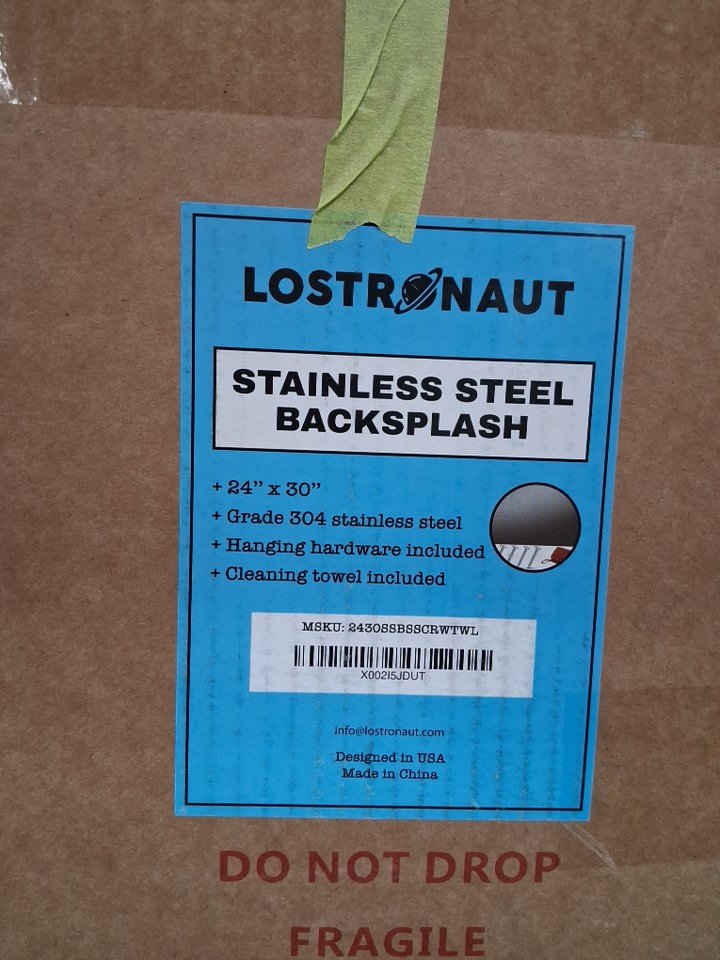 LOSTRONAUT
STAINLESS STEEL
BACKSPLASH
+ 24” x 30”
+ Grade 304 stainless steel
+ Hanging hardware included
+ Cleaning towel included
MSKU: 2430SSBSSCRWTWL
X002I5JDUT
info@lostronaut.com
Designed in USA
Made in China
DO NOT DROP
FRAGILE